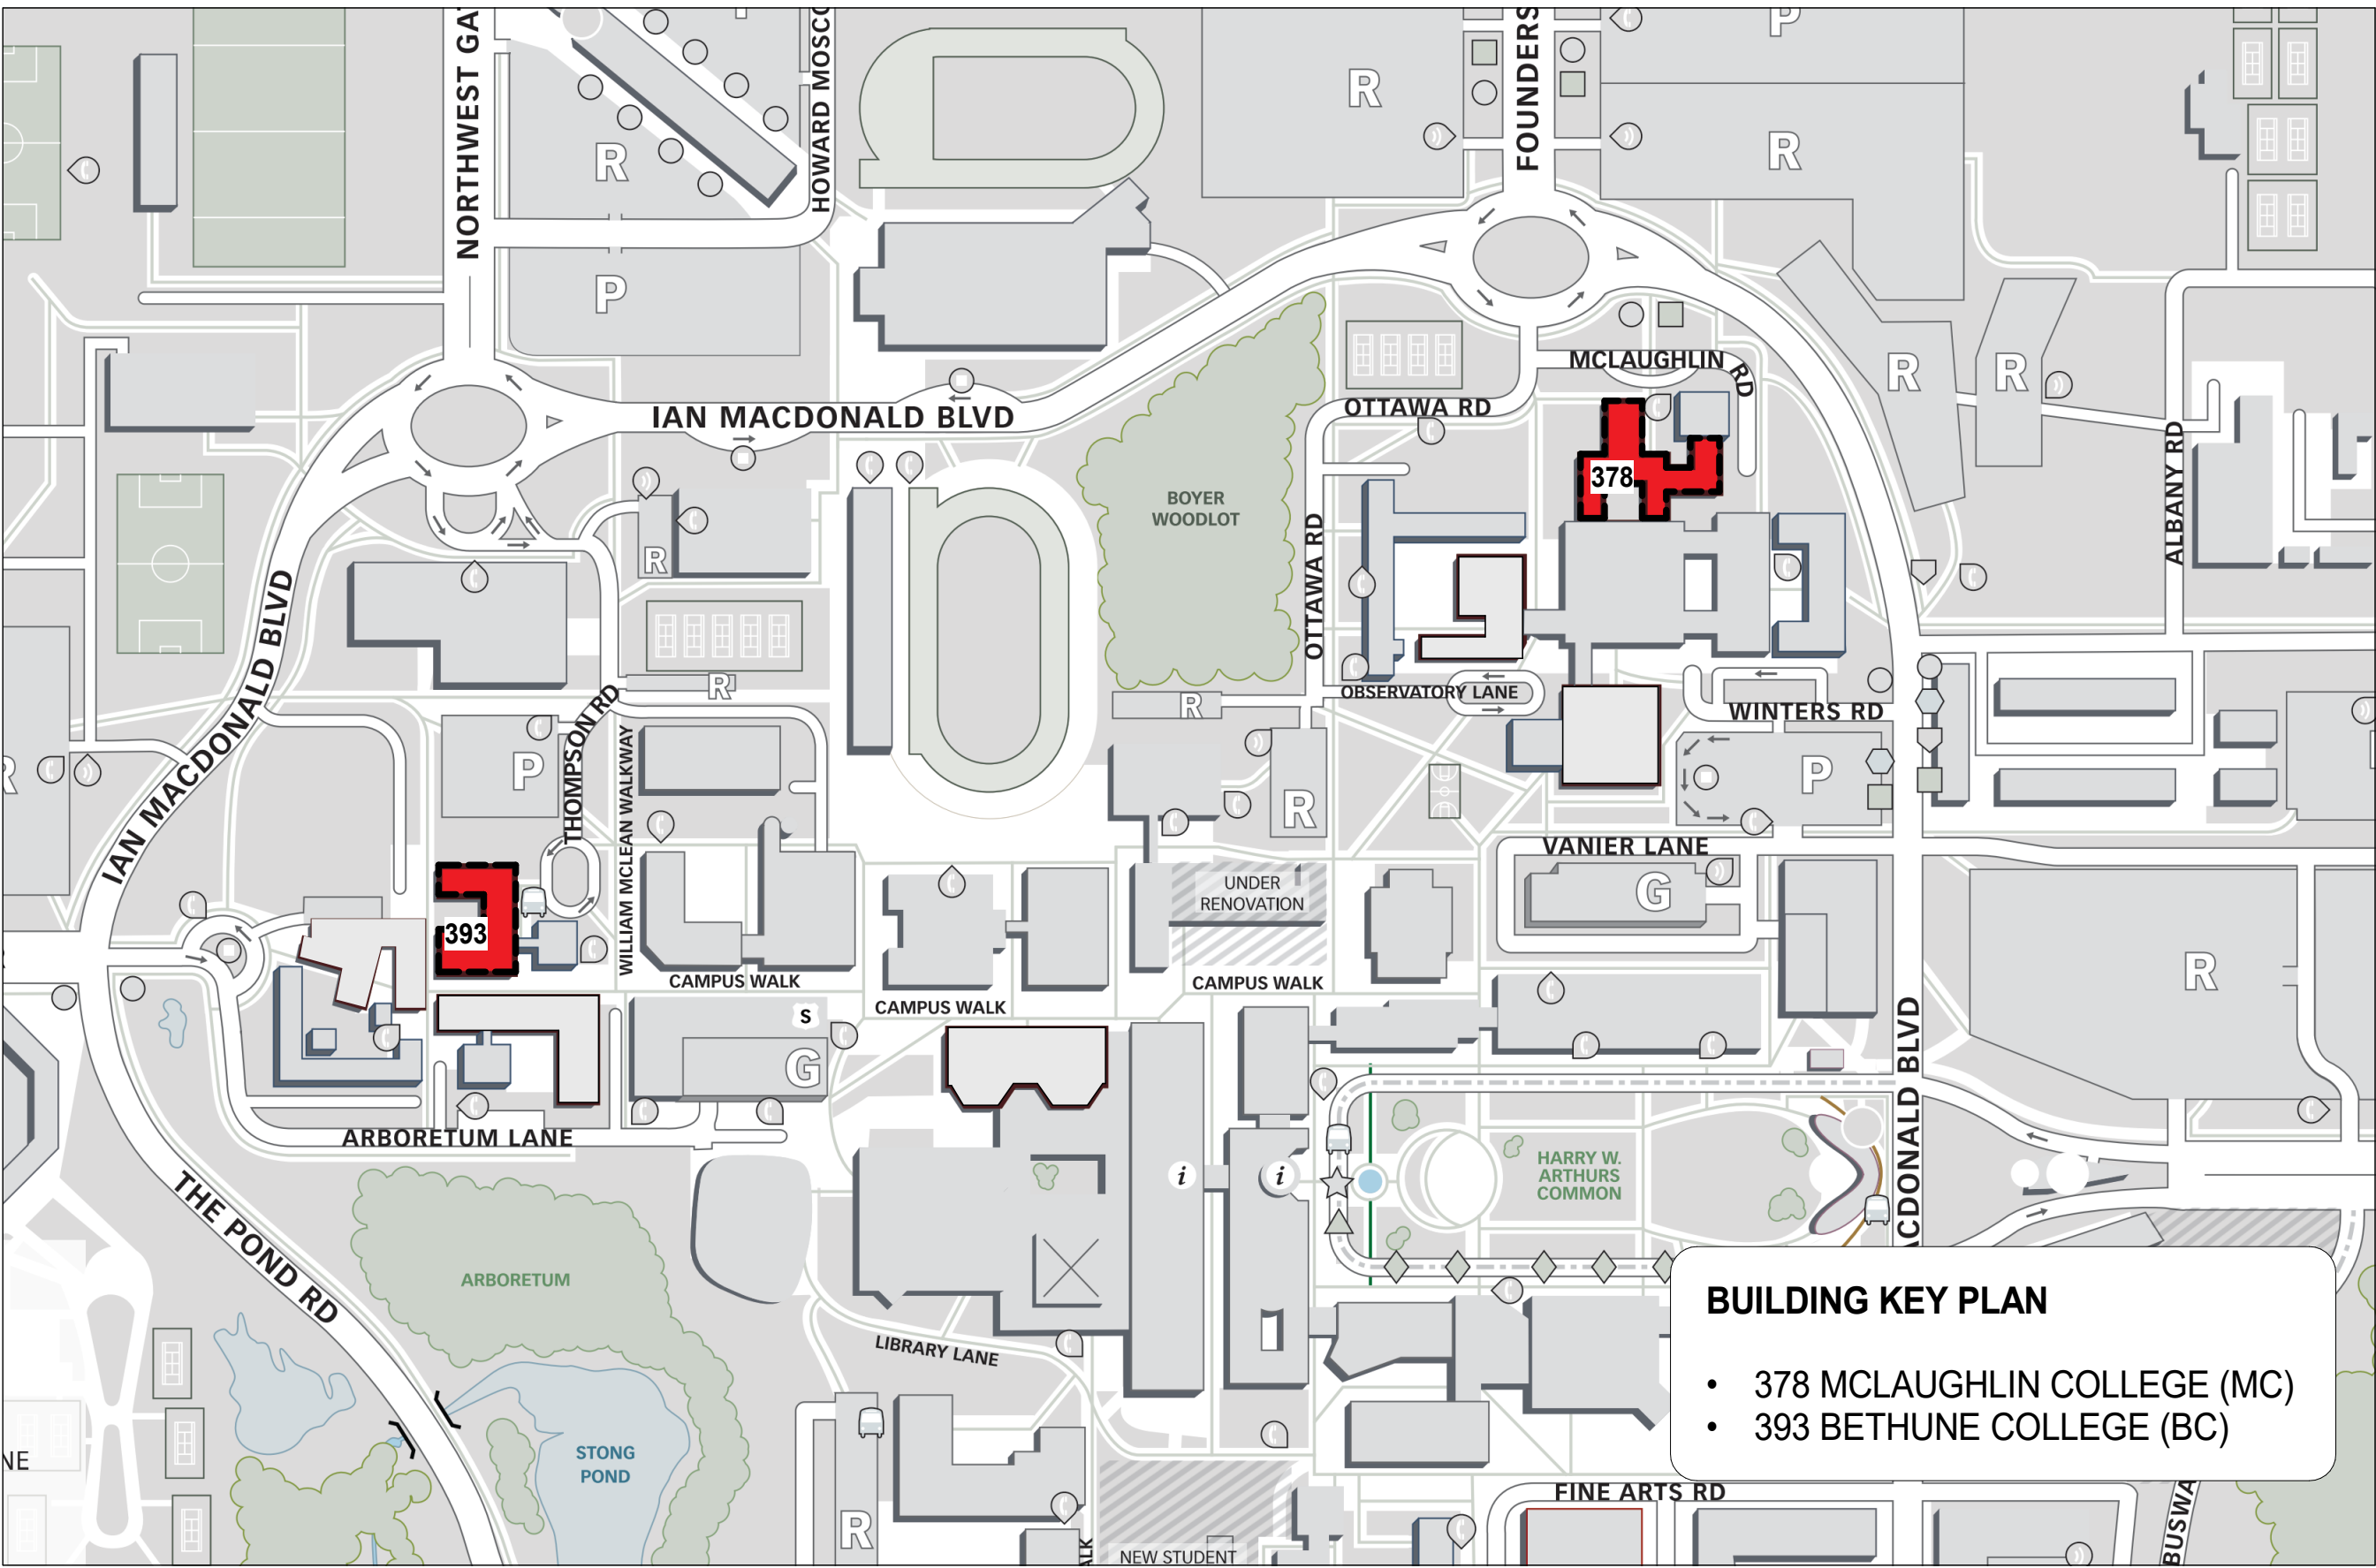 NORTHWEST GA
HOWARD MOSCO
FOUNDERS
P
R
R
R
P
IAN MACDONALD BLVD
MCLAUGHLIN RD
OTTAWA RD
R
R
ALBANY RD
378
BOYER
WOODLOT
R
OTTAWA RD
IAN MACDONALD BLVD
THOMPSON RD
R
R
OBSERVATORY LANE
WINTERS RD
WILLIAM MCLEAN WALKWAY
P
R
P
R
VANIER LANE
UNDER
RENOVATION
G
393
CAMPUS WALK
CAMPUS WALK
CAMPUS WALK
R
S
G
ACDONALD BLVD
ARBORETUM LANE
i
i
HARRY W.
ARTHURS
COMMON
THE POND RD
ARBORETUM
LIBRARY LANE
BUILDING KEY PLAN
• 378 MCLAUGHLIN COLLEGE (MC)
• 393 BETHUNE COLLEGE (BC)
STONG
POND
NE
R
FINE ARTS RD
BUSWA
ALK
NEW STUDENT